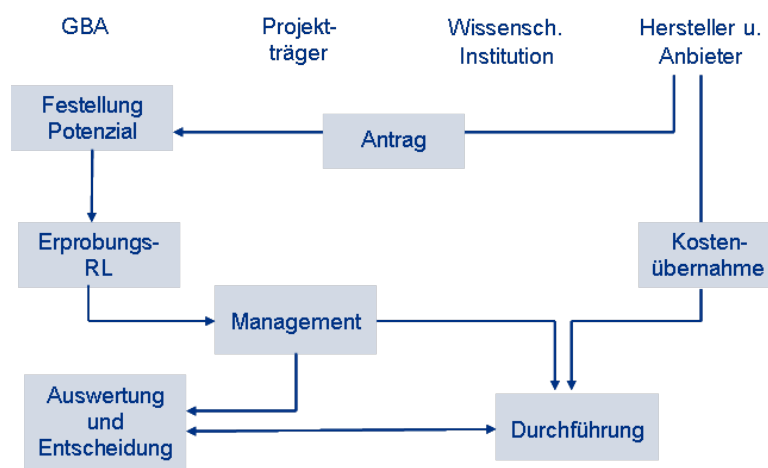 GBA
Projekt-
träger
Wissensch.
Institution
Hersteller u.
Anbieter
Festellung
Potenzial
Antrag
Erprobungs-
RL
Kosten-
übernahme
Management
Auswertung
und
Entscheidung
Durchführung